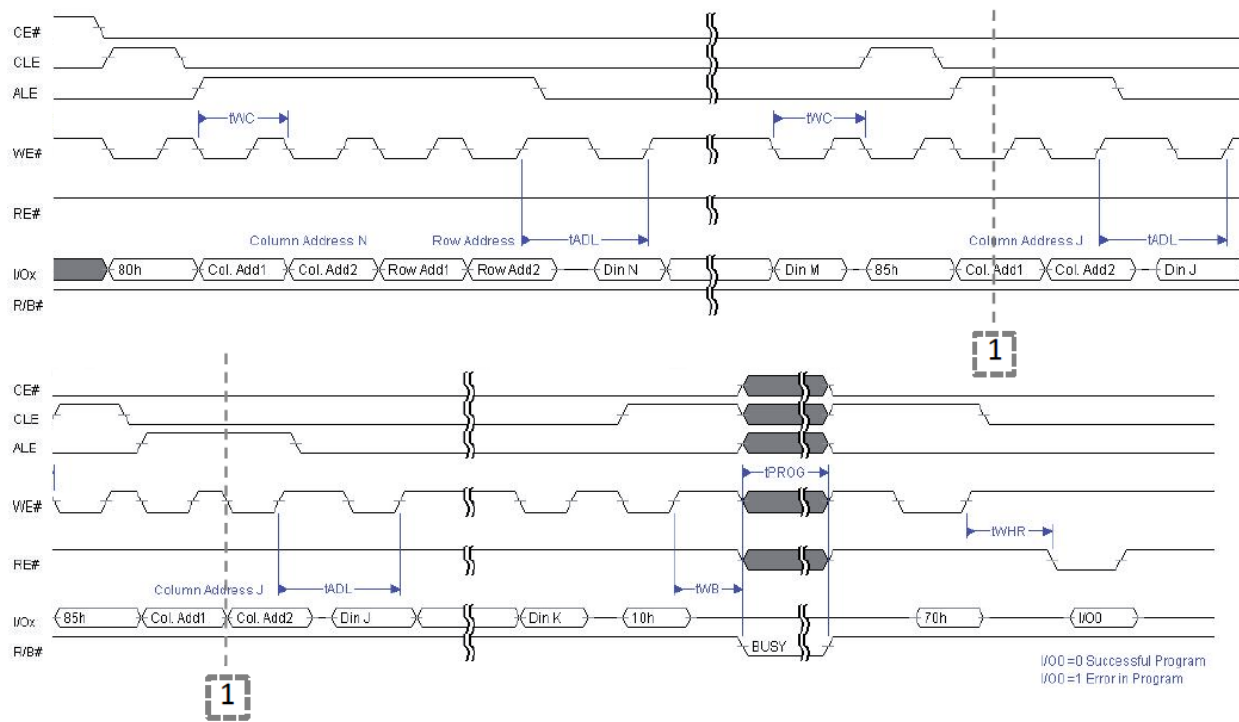 CE#
CLE
ALE
tWC tWC
WE#
RE#
Column Address N Row Address tADL Column Address J tADL
I/Ox 80h Col. Add1 Col. Add2 Row Add1 Row Add2 Din N Din M 85h Col. Add1 Col. Add2 Din J
R/B#
1
CE#
CLE
ALE
tPROG
WE#
tWHR
RE#
Column Address J tADL tWB
I/Ox 85h Col. Add1 Col. Add2 Din J Din K 10h 70h I/O0
R/B# BUSY
I/O0=0 Successful Program
I/O0=1 Error in Program
1